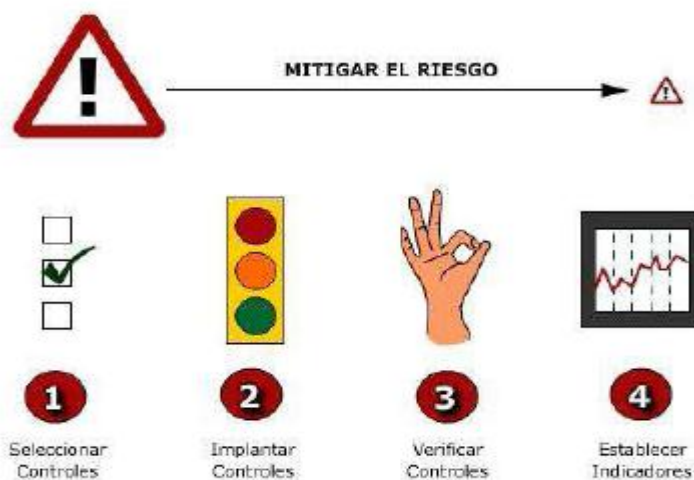 !
MITIGAR EL RIESGO
!
1
2
3
4
Seleccionar
Controles
Implantar
Controles
Verificar
Controles
Establecer
Indicadores